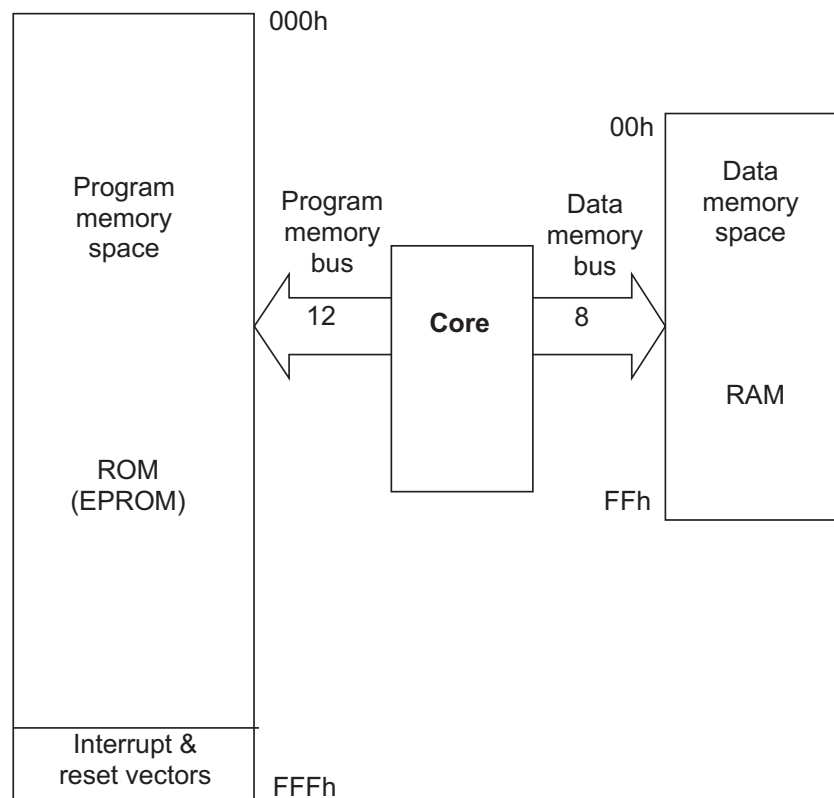 000h
Program
memory
space
ROM
(EPROM)
Interrupt &
reset vectors
FFFh
Program
memory
bus
12
Core
Data
memory
bus
8
00h
Data
memory
space
RAM
FFh